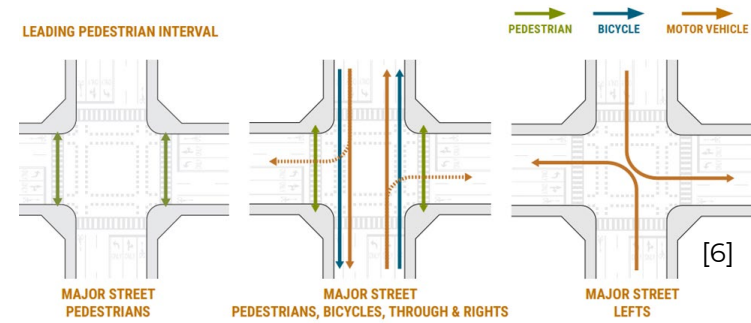 LEADING PEDESTRIAN INTERVAL
PEDESTRIAN
BICYCLE
MOTOR VEHICLE
[6]
MAJOR STREET
PEDESTRIANS
MAJOR STREET
PEDESTRIANS, BICYCLES, THROUGH & RIGHTS
MAJOR STREET
LEFTS